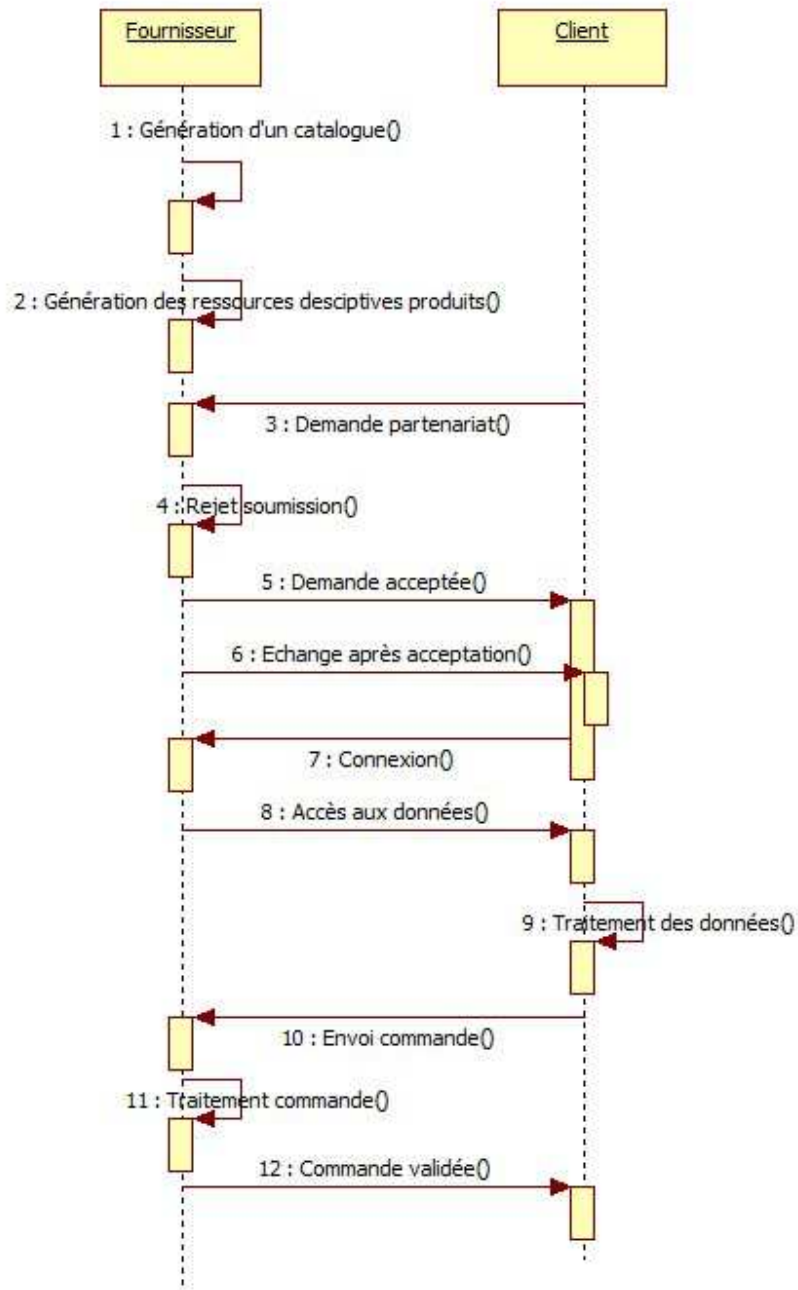 Fournisseur
Client
1 : Génération d'un catalogue()
2 : Génération des ressources desciptives produits()
3 : Demande partenariat()
4 : Rejet soumission()
5 : Demande acceptée()
6 : Echange après acceptation()
7 : Connexion()
8 : Accès aux données()
9 : Traitement des données()
10 : Envoi commande()
11 : Traitement commande()
12 : Commande validée()